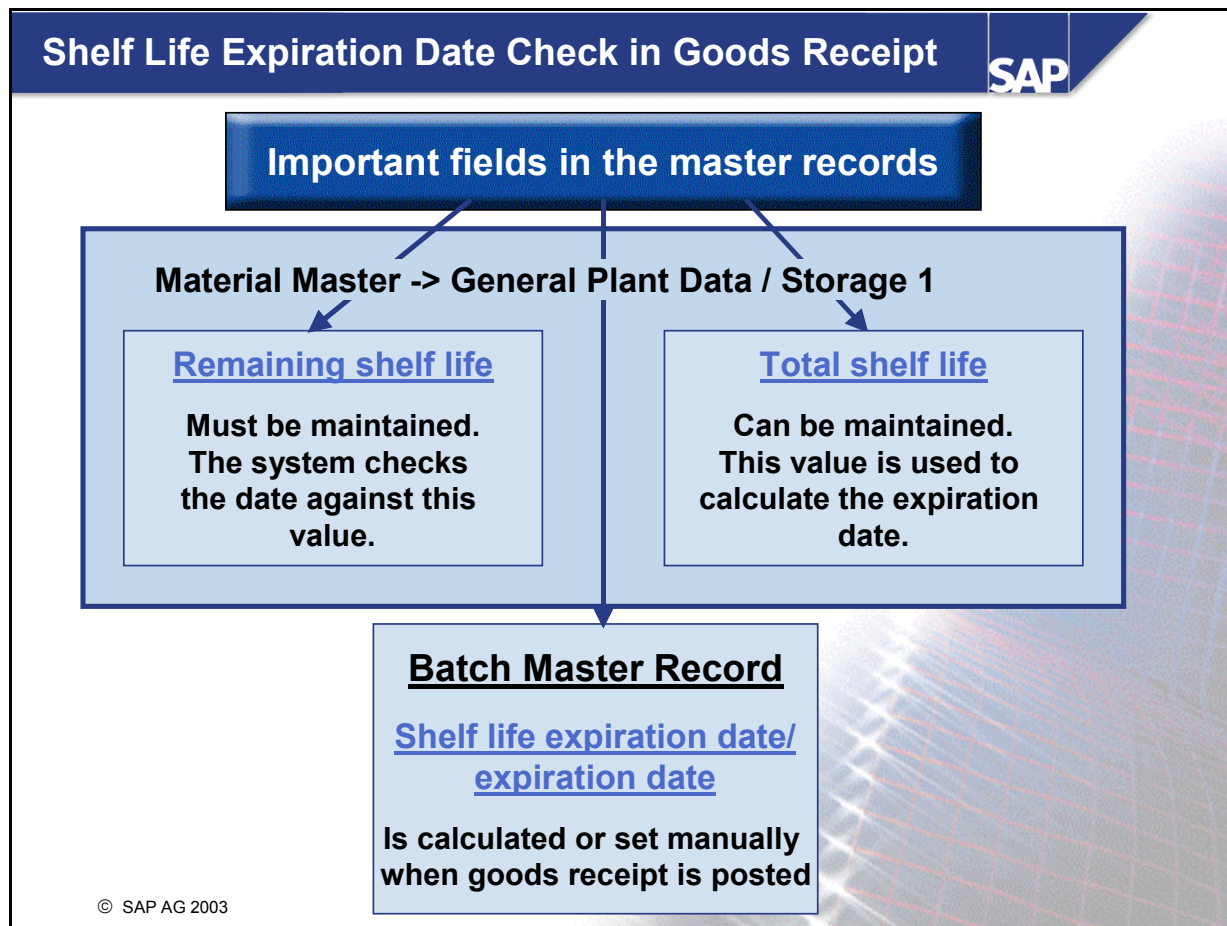 Shelf Life Expiration Date Check in Goods Receipt
SAP
Important fields in the master records
Material Master -> General Plant Data / Storage 1
Remaining shelf life
Must be maintained.
The system checks
the date against this
value.
Total shelf life
Can be maintained.
This value is used to
calculate the expiration
date.
Batch Master Record
Shelf life expiration date/
expiration date
Is calculated or set manually
when goods receipt is posted
© SAP AG 2003